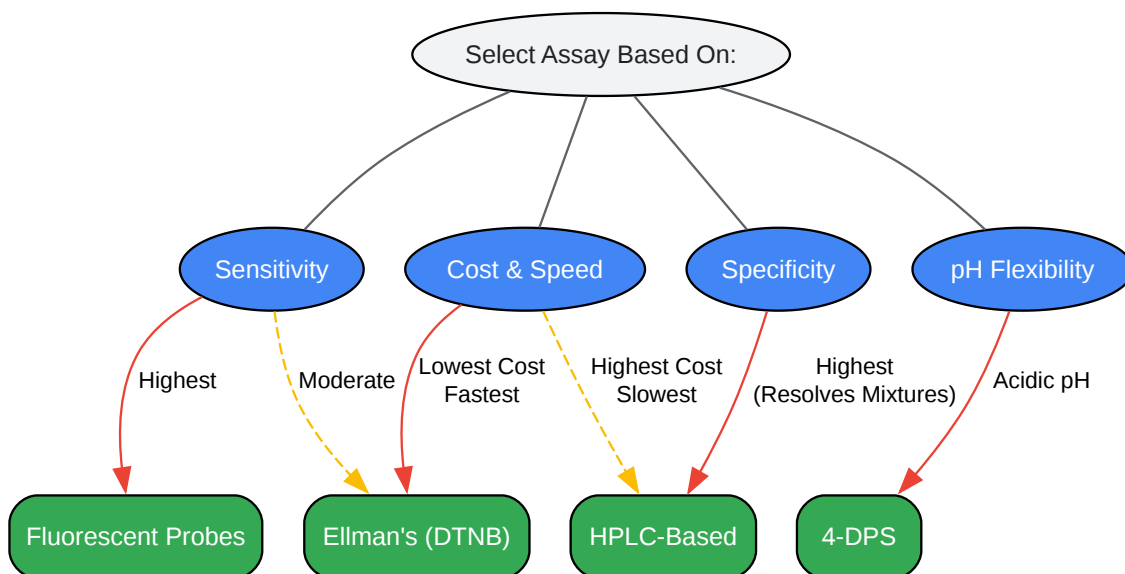 Select Assay Based On:
Sensitivity
Cost & Speed
Specificity
pH Flexibility
Highest
Moderate
Lowest Cost
Fastest
Highest Cost
Slowest
Highest
(Resolves Mixtures)
Acidic pH
Fluorescent Probes
Ellman's (DTNB)
HPLC-Based
4-DPS